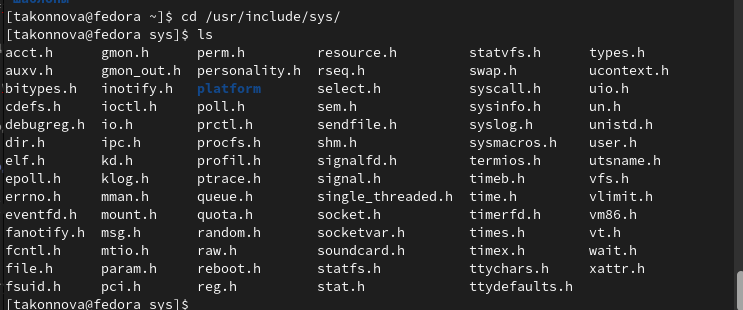 [takonnova@fedora ~]$ cd /usr/include/sys/
[takonnova@fedora sys]$ ls
acct.h gmon.h perm.h resource.h statvfs.h types.h
auxv.h gmon_out.h personality.h rseq.h swap.h ucontext.h
bitypes.h inotify.h platform select.h syscall.h uio.h
cdefs.h ioctl.h poll.h sem.h sysinfo.h un.h
debugreg.h io.h prctl.h sendfile.h syslog.h unistd.h
dir.h ipc.h procfs.h shm.h sysmacros.h user.h
elf.h kd.h profil.h signalfd.h termios.h utsname.h
epoll.h klog.h ptrace.h signal.h timeb.h vfs.h
errno.h mman.h queue.h single_threaded.h time.h vlimit.h
eventfd.h mount.h quota.h socket.h timerfd.h vm86.h
fanotify.h msg.h random.h socketvar.h times.h vt.h
fcntl.h mtio.h raw.h soundcard.h timex.h wait.h
file.h param.h reboot.h statfs.h ttychars.h xattr.h
fsuid.h pci.h reg.h stat.h ttydefaults.h
[takonnova@fedora sys]$